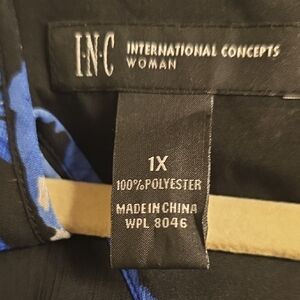 I·N·C INTERNATIONAL CONCEPTS
WOMAN
1X
100% POLYESTER
MADE IN CHINA
WPL 8046